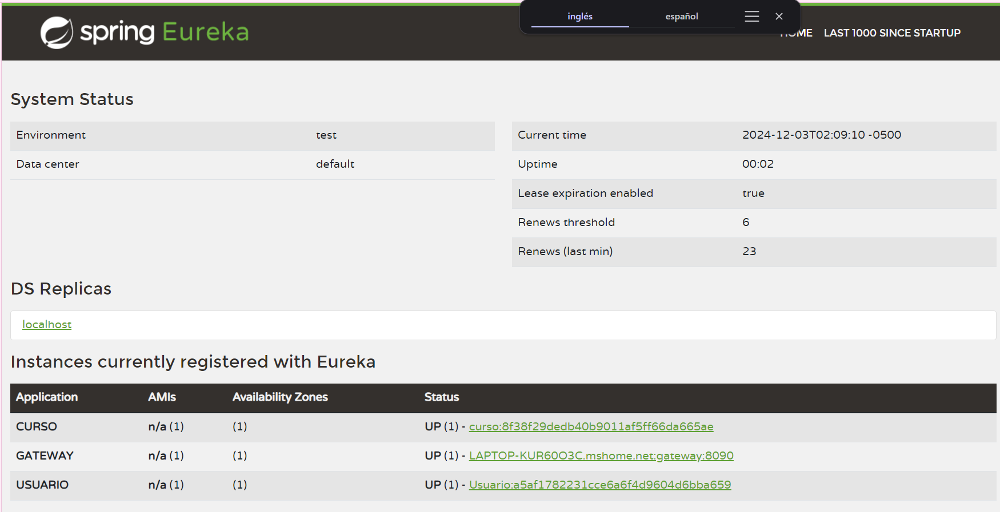 inglés español
spring Eureka
HOME LAST 1000 SINCE STARTUP
System Status
Environment test
Data center default
Current time 2024-12-03T02:09:10 -0500
Uptime 00:02
Lease expiration enabled true
Renews threshold 6
Renews (last min) 23
DS Replicas
localhost
Instances currently registered with Eureka
Application AMIs Availability Zones Status
CURSO n/a (1) (1) UP (1) - curso:8f38f29dedb40b9011af5ff66da665ae
GATEWAY n/a (1) (1) UP (1) - LAPTOP-KUR60O3C.mshome.net:gateway:8090
USUARIO n/a (1) (1) UP (1) - Usuario:a5af1782231cce6a6f4d9604d6bba659